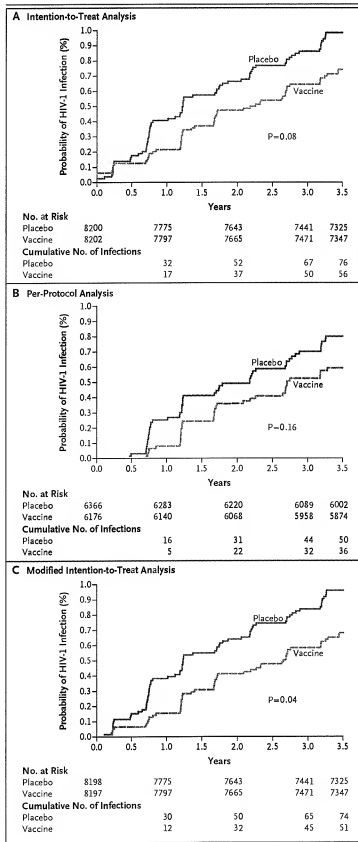 A Intention-to-Treat Analysis
Probability of HIV-1 Infection (%)
1.0
0.9
0.8
0.7
0.6
0.5
0.4
0.3
0.2
0.1
0.0
Placebo
Vaccine
P=0.08
0.0 0.5 1.0 1.5 2.0 2.5 3.0 3.5
Years
No. at Risk
Placebo 8200 7775 7643 7441 7325
Vaccine 8202 7797 7665 7471 7347
Cumulative No. of Infections
Placebo 32 52 67 76
Vaccine 17 37 50 56
B Per-Protocol Analysis
Probability of HIV-1 Infection (%)
1.0
0.9
0.8
0.7
0.6
0.5
0.4
0.3
0.2
0.1
0.0
Placebo
Vaccine
P=0.16
0.0 0.5 1.0 1.5 2.0 2.5 3.0 3.5
Years
No. at Risk
Placebo 6366 6283 6220 6089 6002
Vaccine 6176 6140 6068 5958 5874
Cumulative No. of Infections
Placebo 16 31 44 50
Vaccine 5 22 32 36
C Modified Intention-to-Treat Analysis
Probability of HIV-1 Infection (%)
1.0
0.9
0.8
0.7
0.6
0.5
0.4
0.3
0.2
0.1
0.0
Placebo
Vaccine
P=0.04
0.0 0.5 1.0 1.5 2.0 2.5 3.0 3.5
Years
No. at Risk
Placebo 8198 7775 7643 7441 7325
Vaccine 8197 7797 7665 7471 7347
Cumulative No. of Infections
Placebo 30 50 65 74
Vaccine 12 32 45 51